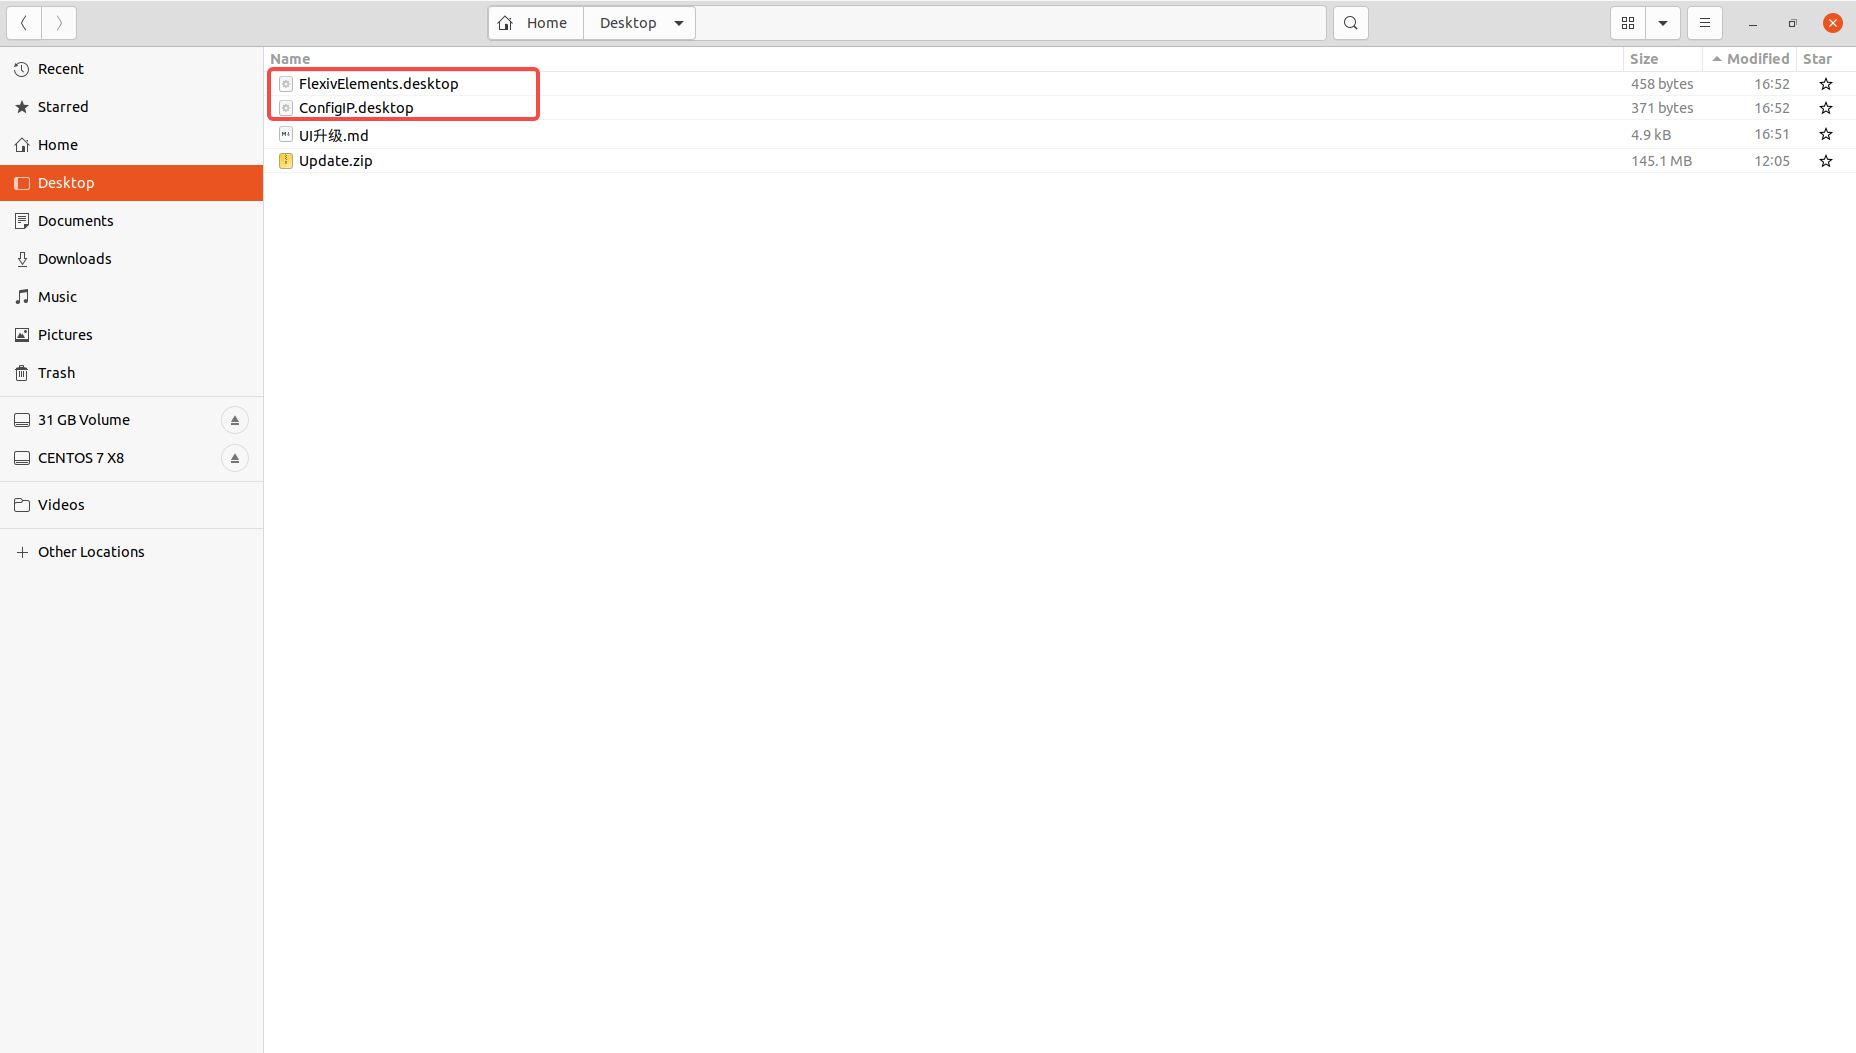 Home Desktop
Name Size Modified Star
Recent
Starred
Home
Desktop
Documents
Downloads
Music
Pictures
Trash
31 GB Volume
CENTOS 7 X8
Videos
Other Locations
FlexivElements.desktop 458 bytes 16:52
ConfigIP.desktop 371 bytes 16:52
UI升级.md 4.9 kB 16:51
Update.zip 145.1 MB 12:05